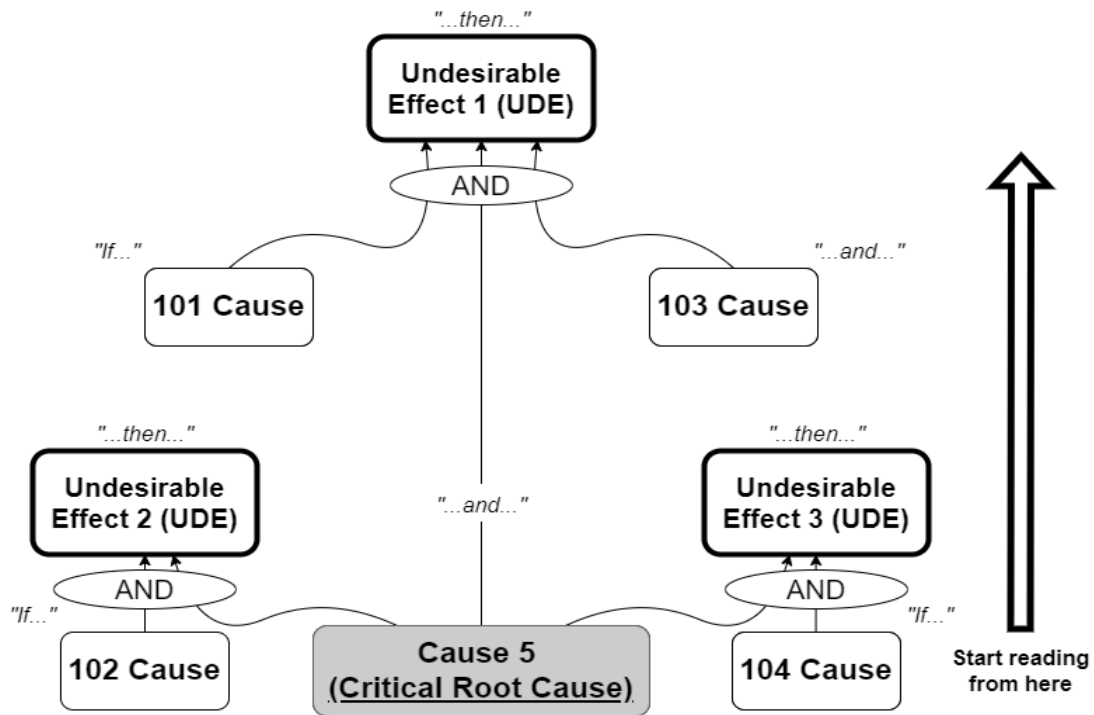 "...then..."
Undesirable
Effect 1 (UDE)
AND
"If..."
"...and..."
101 Cause
103 Cause
"...then..."
"...then..."
Undesirable
Effect 2 (UDE)
"...and..."
Undesirable
Effect 3 (UDE)
AND
AND
"If..."
"If..."
102 Cause
Cause 5
(Critical Root Cause)
104 Cause
Start reading
from here